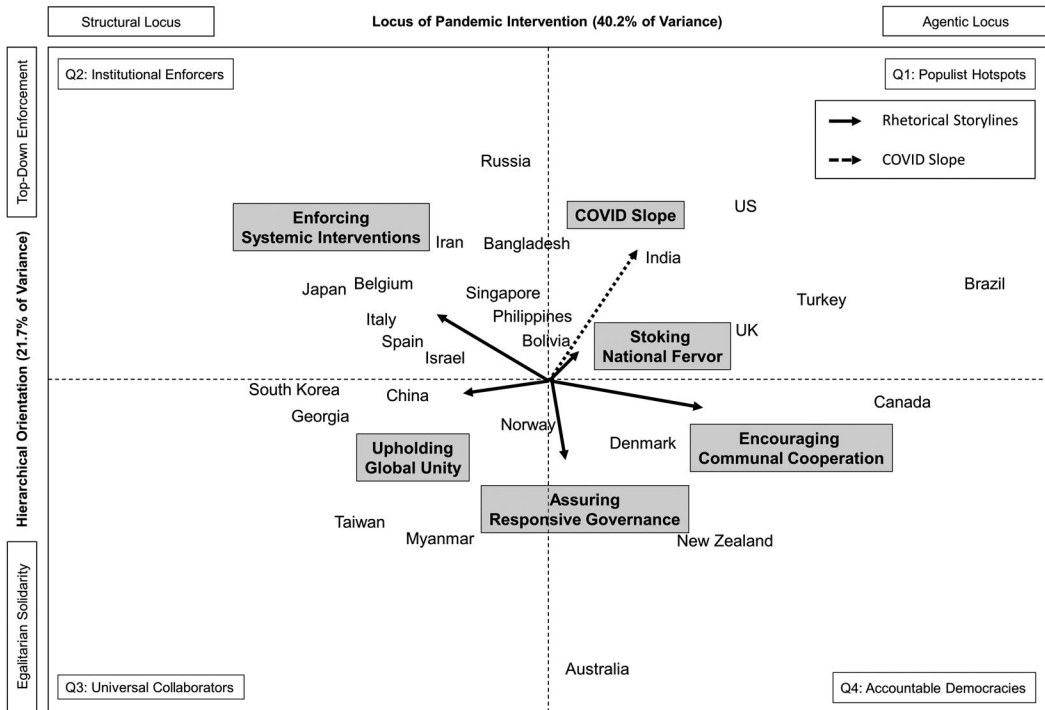 Structural Locus
Locus of Pandemic Intervention (40.2% of Variance)
Agentic Locus
Top-Down Enforcement
Hierarchical Orientation (21.7% of Variance)
Egalitarian Solidarity
Q2: Institutional Enforcers
Q1: Populist Hotspots
Rhetorical Storylines
COVID Slope
Russia
US
Enforcing
Systemic Interventions
COVID Slope
Iran
Bangladesh
India
Japan
Belgium
Singapore
Turkey
Brazil
Italy
Philippines
Spain
Bolivia
Stoking
National Fervor
UK
Israel
South Korea
China
Canada
Georgia
Norway
Denmark
Upholding
Global Unity
Encouraging
Communal Cooperation
Assuring
Responsive Governance
Taiwan
Myanmar
New Zealand
Australia
Q3: Universal Collaborators
Q4: Accountable Democracies